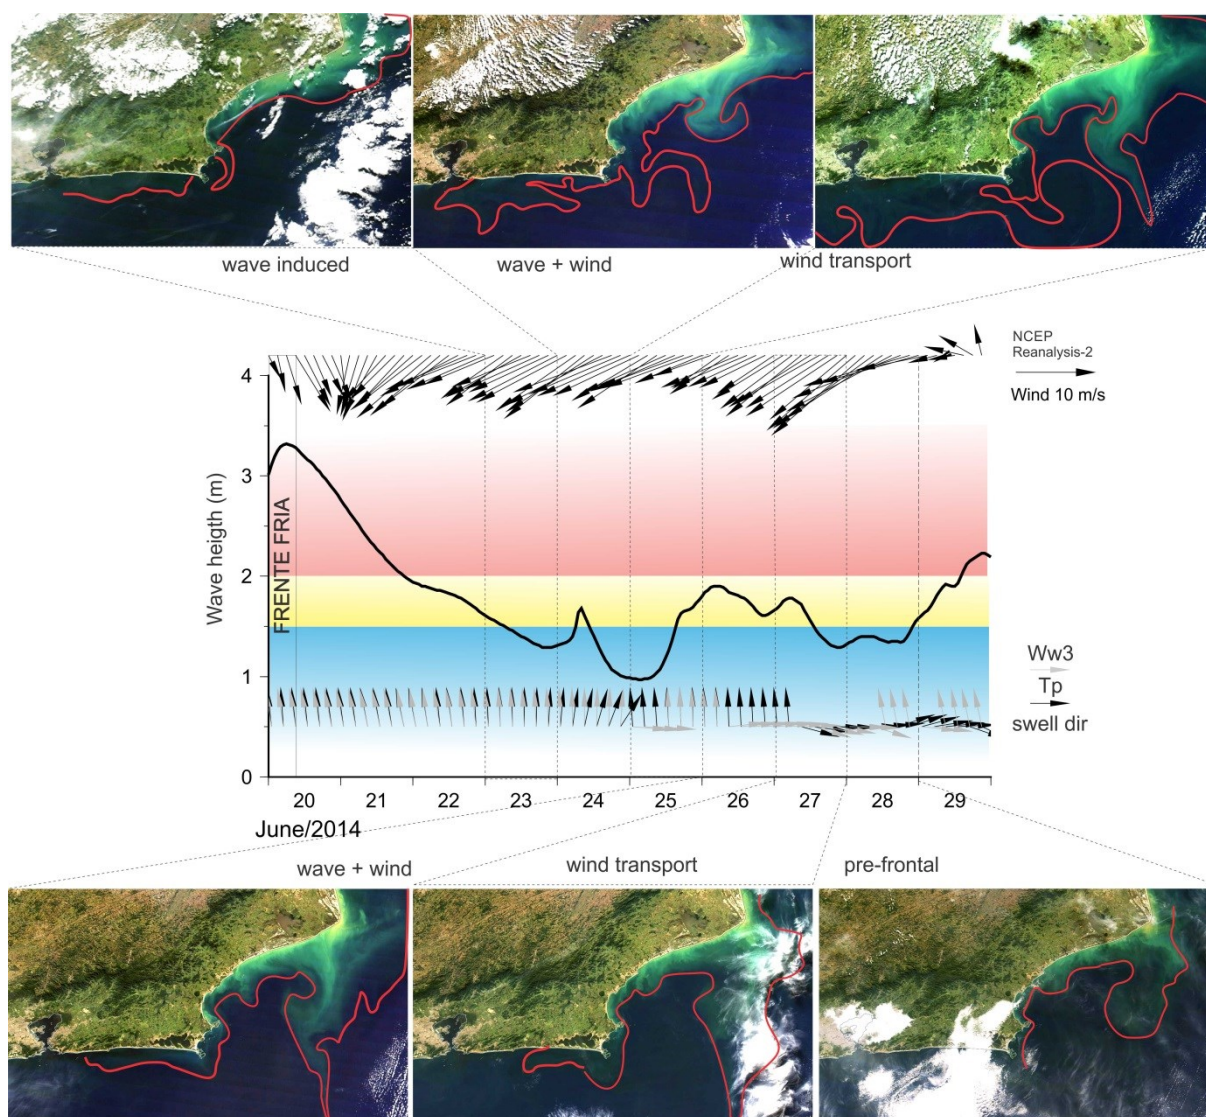 wave induced
wave + wind
wind transport
NCEP
Reanalysis-2
Wind 10 m/s
4
3
2
1
0
Wave heigth (m)
FRENTE FRIA
Ww3
Tp
swell dir
20 21 22 23 24 25 26 27 28 29
June/2014
wave + wind
wind transport
pre-frontal